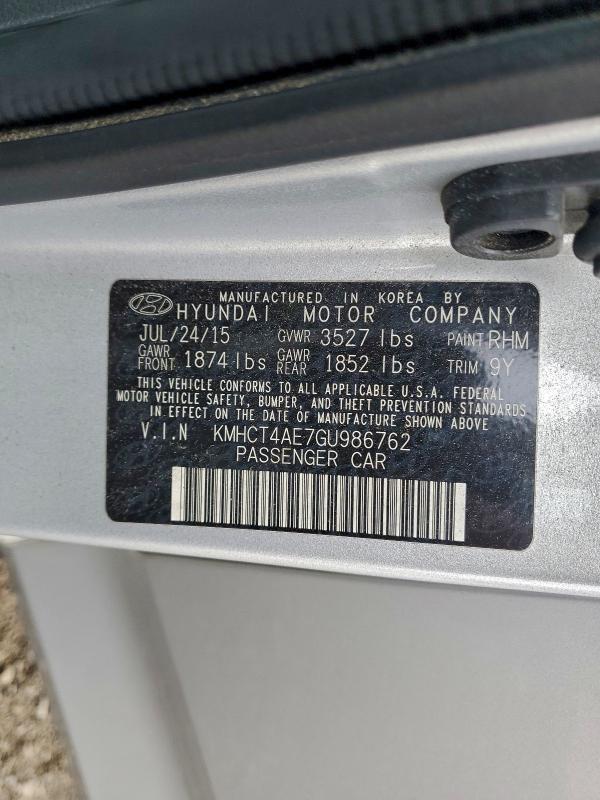 MANUFACTURED IN KOREA BY
HYUNDAI MOTOR COMPANY
JUL/24/15 GVWR 3527 lbs PAINT RHM
GAWR FRONT 1874 lbs GAWR REAR 1852 lbs TRIM 9Y
THIS VEHICLE CONFORMS TO ALL APPLICABLE U.S.A. FEDERAL
MOTOR VEHICLE SAFETY, BUMPER, AND THEFT PREVENTION STANDARDS
IN EFFECT ON THE DATE OF MANUFACTURE SHOWN ABOVE
V.I.N KMHCT4AE7GU986762
PASSENGER CAR